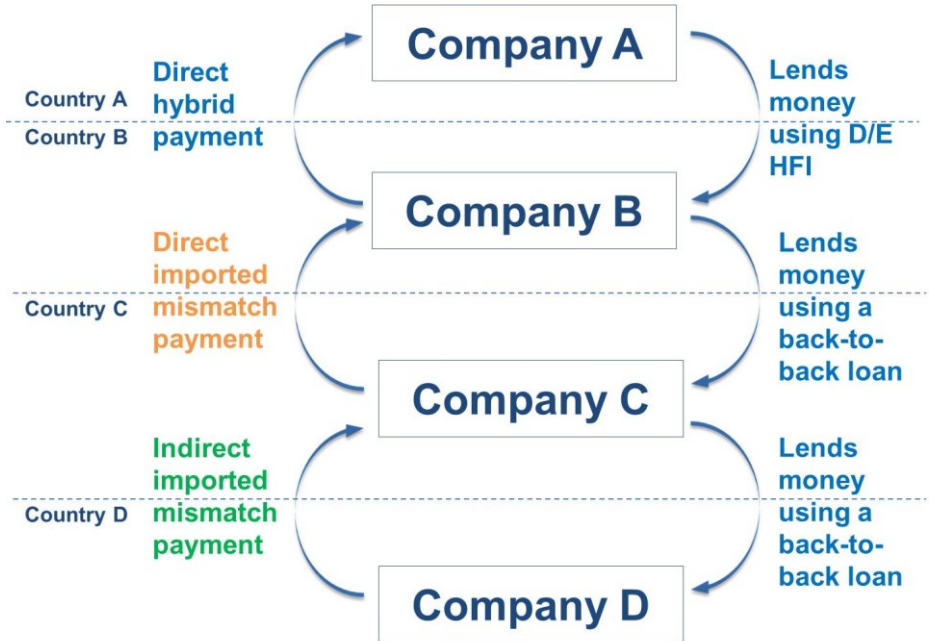 Company A
Direct
hybrid
payment
Lends
money
using D/E
HFI
Country A
Country B
Company B
Direct
imported
mismatch
payment
Lends
money
using a
back-to-
back loan
Country C
Company C
Indirect
imported
mismatch
payment
Lends
money
using a
back-to-
back loan
Country D
Company D